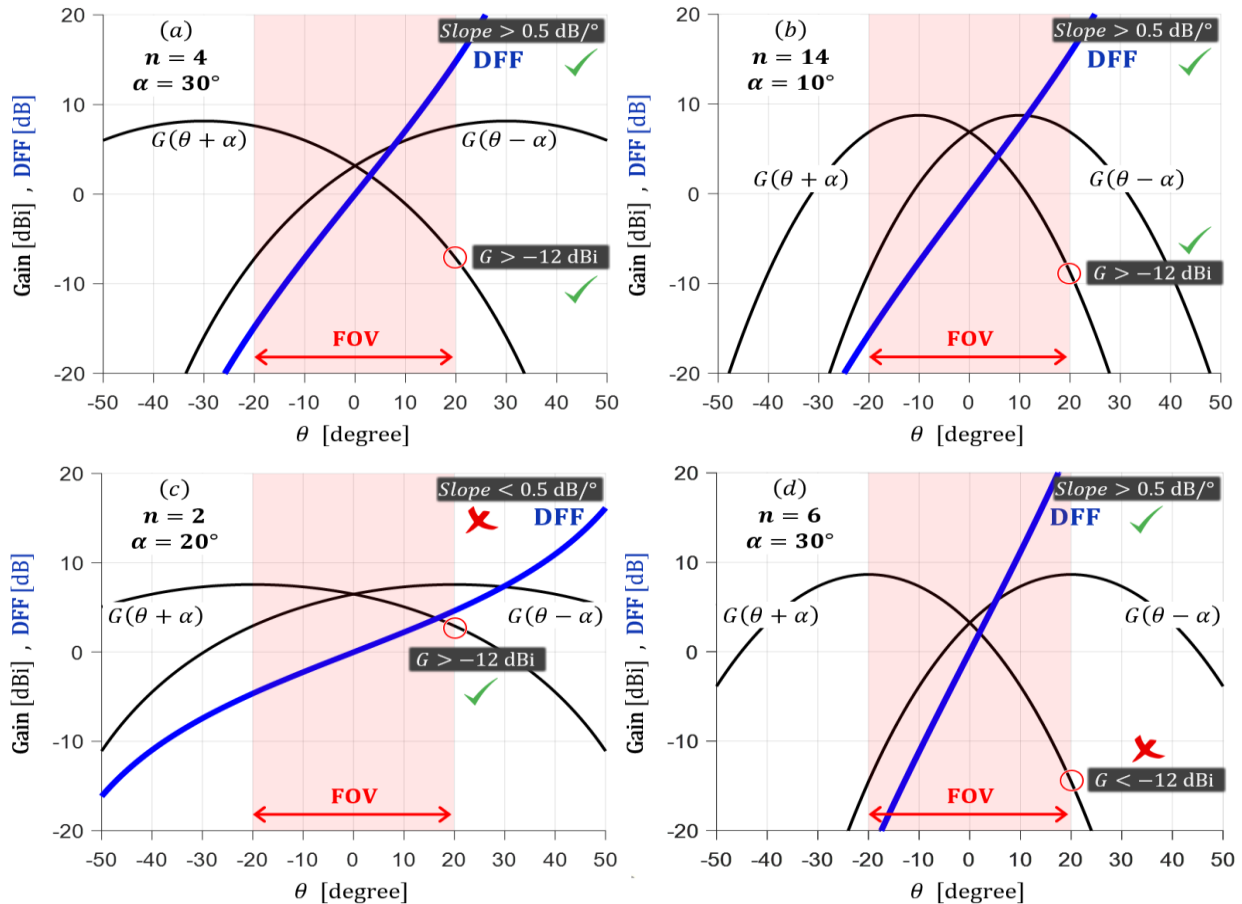 (a)
n = 4
α = 30°
Slope > 0.5 dB/°
DFF
G(θ + α)
G(θ − α)
G > −12 dBi
FOV
Gain [dBi] , DFF [dB]
20
10
0
-10
-20
-50 -40 -30 -20 -10 0 10 20 30 40 50
θ [degree]
(b)
n = 14
α = 10°
Slope > 0.5 dB/°
DFF
G(θ + α)
G(θ − α)
G > −12 dBi
FOV
Gain [dBi] , DFF [dB]
20
10
0
-10
-20
-50 -40 -30 -20 -10 0 10 20 30 40 50
θ [degree]
(c)
n = 2
α = 20°
Slope < 0.5 dB/°
DFF
G(θ + α)
G(θ − α)
G > −12 dBi
FOV
Gain [dBi] , DFF [dB]
20
10
0
-10
-20
-50 -40 -30 -20 -10 0 10 20 30 40 50
θ [degree]
(d)
n = 6
α = 30°
Slope > 0.5 dB/°
DFF
G(θ + α)
G(θ − α)
G < −12 dBi
FOV
Gain [dBi] , DFF [dB]
20
10
0
-10
-20
-50 -40 -30 -20 -10 0 10 20 30 40 50
θ [degree]